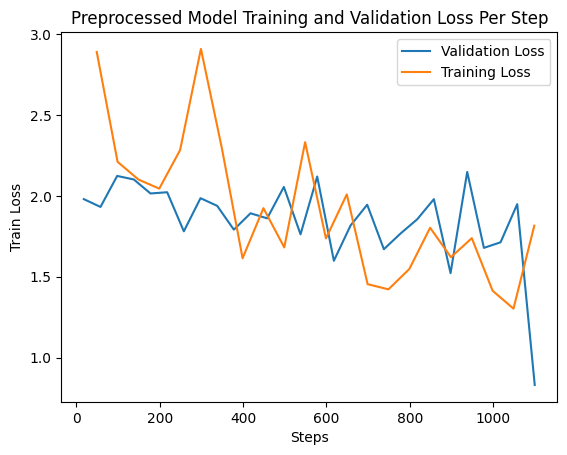 Preprocessed Model Training and Validation Loss Per Step
3.0
2.5
2.0
1.5
1.0
Train Loss
Validation Loss
Training Loss
0
200
400
600
800
1000
Steps